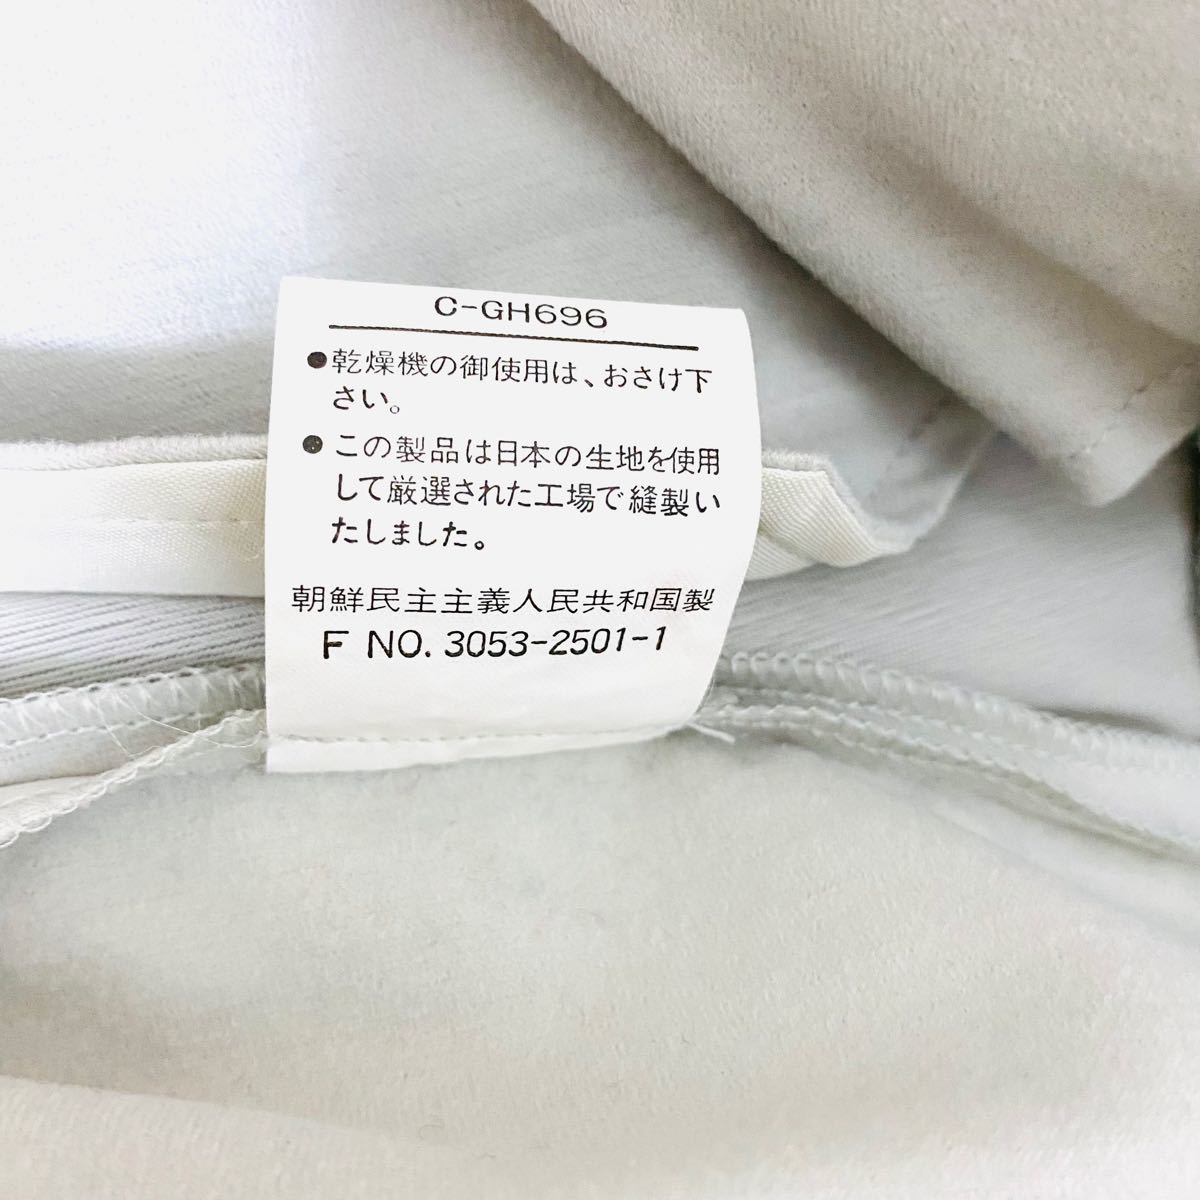 C-GH696
●乾燥機の御使用は、おさけ下
さい。
●この製品は日本の生地を使用
して厳選された工場で縫製い
たしました。
朝鮮民主主義人民共和国製
F NO. 3053-2501-1